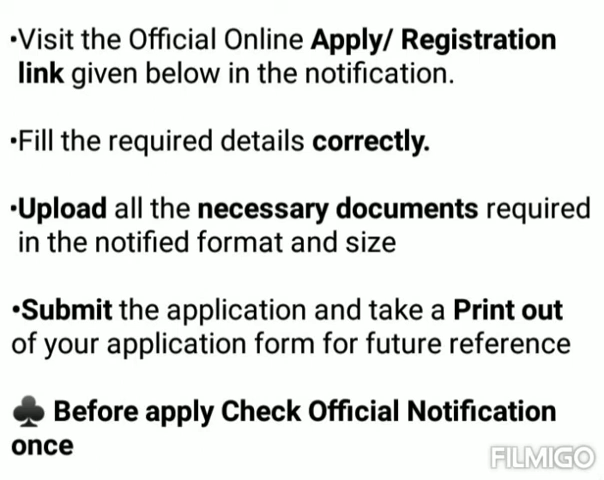 •Visit the Official Online Apply/ Registration
link given below in the notification.
•Fill the required details correctly.
•Upload all the necessary documents required
in the notified format and size
•Submit the application and take a Print out
of your application form for future reference
♣ Before apply Check Official Notification
once
FILMIGO